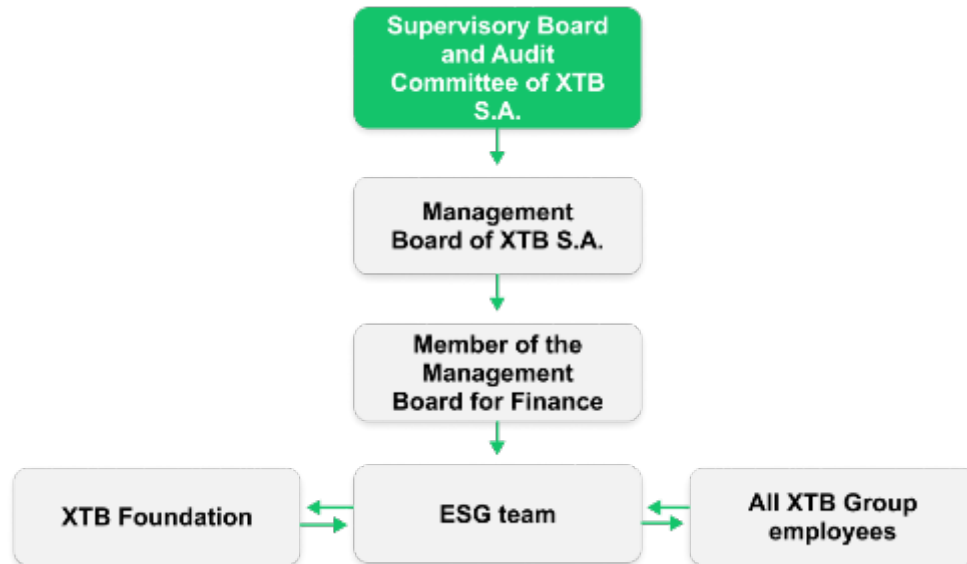 Supervisory Board
and Audit
Committee of XTB
S.A.
Management
Board of XTB S.A.
Member of the
Management
Board for Finance
XTB Foundation
ESG team
All XTB Group
employees